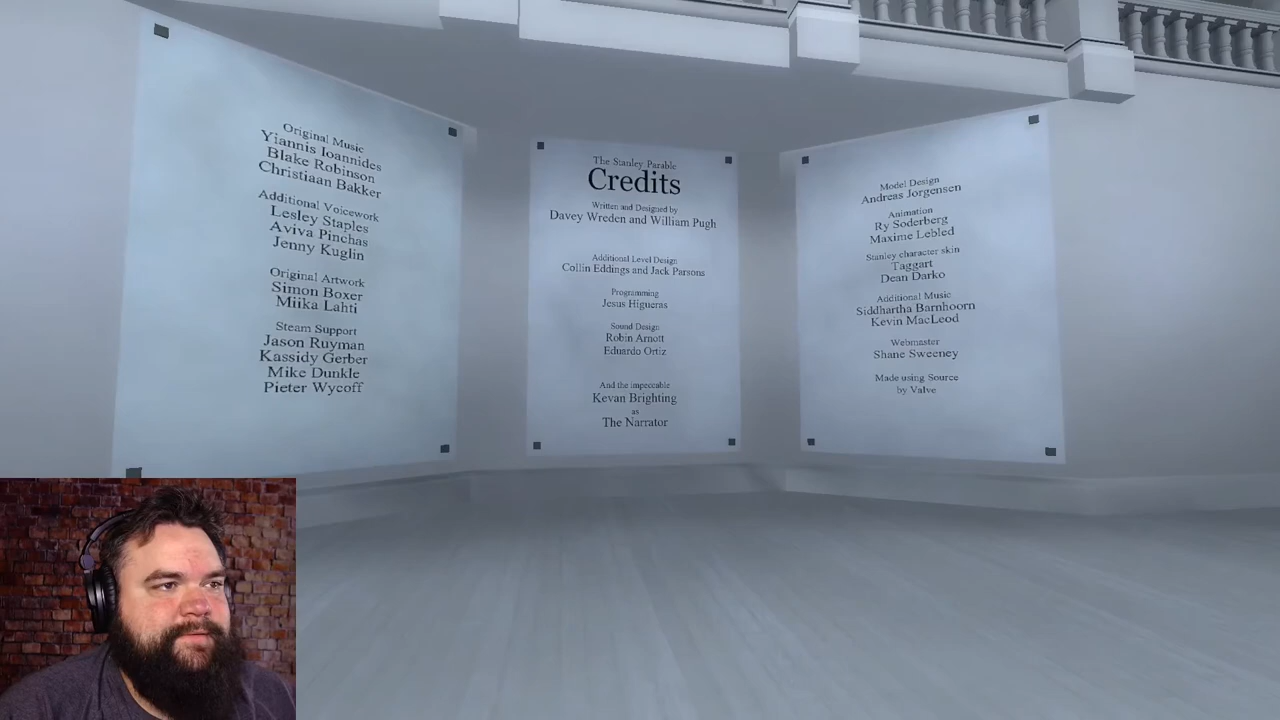 Original Music
Yiannis Ioannides
Blake Robinson
Christiaan Bakker
Additional Voicework
Lesley Staples
Aviva Pinchas
Jenny Kuglin
Original Artwork
Simon Boxer
Miika Lahti
Steam Support
Jason Ruyman
Kassidy Gerber
Mike Dunkle
Pieter Wycoff
The Stanley Parable
Credits
Written and Designed by
Davey Wreden and William Pugh
Additional Level Design
Collin Eddings and Jack Parsons
Programming
Jesus Higueras
Sound Design
Robin Arnott
Eduardo Ortiz
And the impeccable
Kevan Brighting
as
The Narrator
Model Design
Andreas Jorgensen
Animation
Ry Soderberg
Maxime Lebled
Stanley character skin
Taggart
Dean Darko
Additional Music
Siddhartha Barnhoorn
Kevin MacLeod
Webmaster
Shane Sweeney
Made using Source
by Valve